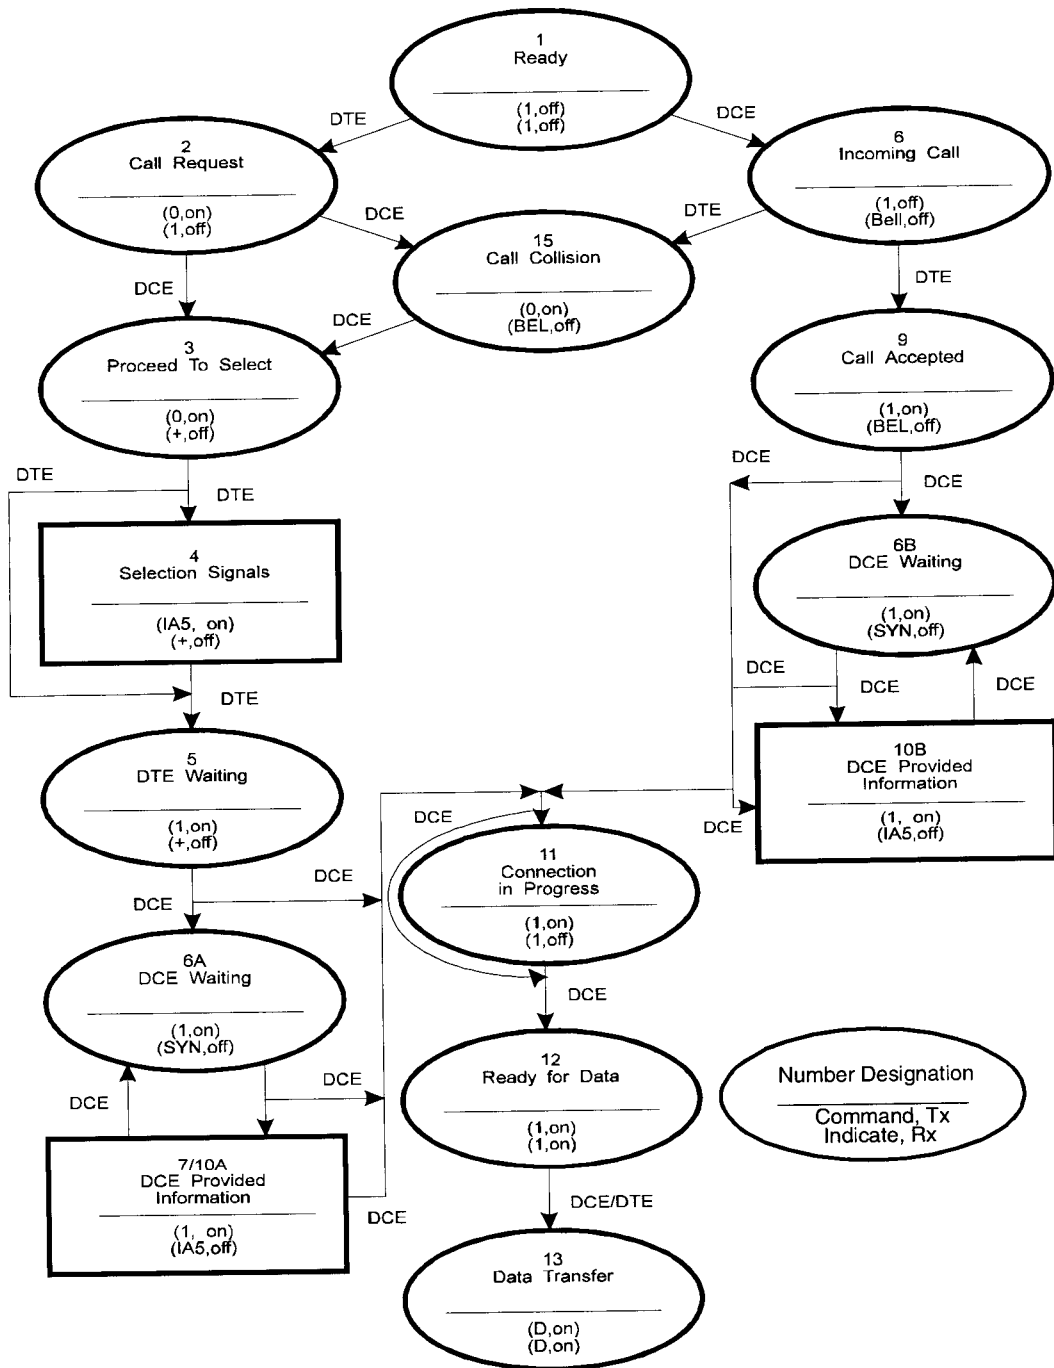 1
Ready
(1,off)
(1,off)
DTE
DCE
2
Call Request
(0,on)
(1,off)
6
Incoming Call
(1,off)
(Bell,off)
DCE
DTE
15
Call Collision
(0,on)
(BEL,off)
DCE
DCE
DTE
3
Proceed To Select
(0,on)
(+,off)
9
Call Accepted
(1,on)
(BEL,off)
DTE
DTE
DCE
DCE
4
Selection Signals
(IA5, on)
(+,off)
6B
DCE Waiting
(1,on)
(SYN,off)
DTE
DCE
DCE
DCE
5
DTE Waiting
(1,on)
(+,off)
10B
DCE Provided
Information
(1, on)
(IA5,off)
DCE
DCE
11
Connection
in Progress
(1,on)
(1,off)
DCE
DCE
6A
DCE Waiting
(1,on)
(SYN,off)
DCE
12
Ready for Data
(1,on)
(1,on)
Number Designation
Command, Tx
Indicate, Rx
DCE
DCE
7/10A
DCE Provided
Information
(1, on)
(IA5,off)
DCE
DCE/DTE
13
Data Transfer
(D,on)
(D,on)